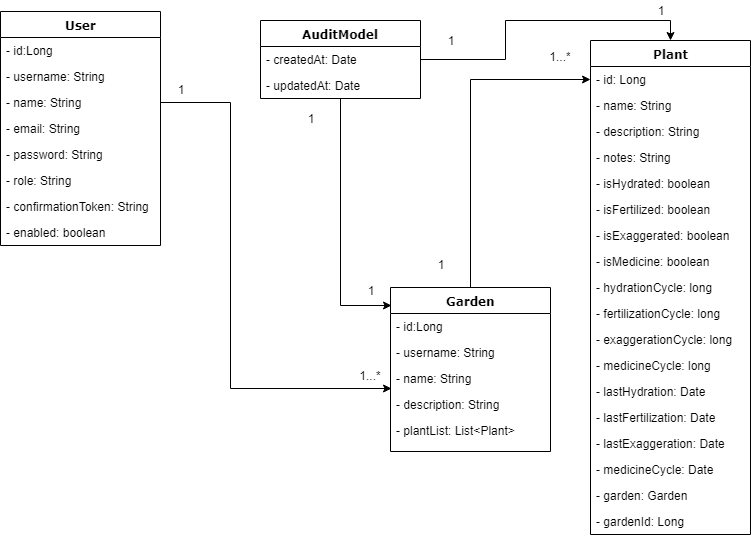 User
- id:Long
- username: String
- name: String
- email: String
- password: String
- role: String
- confirmationToken: String
- enabled: boolean
1
AuditModel
- createdAt: Date
- updatedAt: Date
1
1
1
1
1...*
1
1...*
Garden
- id:Long
- username: String
- name: String
- description: String
- plantList: List<Plant>
Plant
- id: Long
- name: String
- description: String
- notes: String
- isHydrated: boolean
- isFertilized: boolean
- isExaggerated: boolean
- isMedicine: boolean
- hydrationCycle: long
- fertilizationCycle: long
- exaggerationCycle: long
- medicineCycle: long
- lastHydration: Date
- lastFertilization: Date
- lastExaggeration: Date
- medicineCycle: Date
- garden: Garden
- gardenId: Long